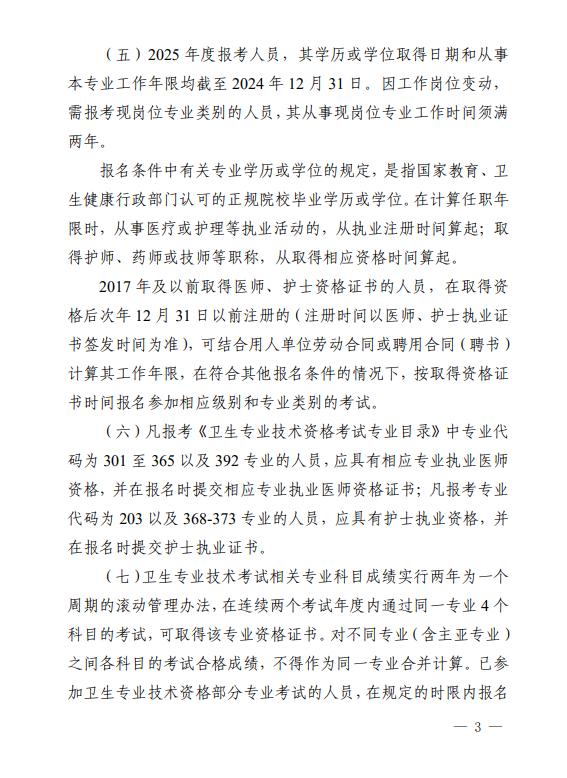 （五）2025 年度报考人员，其学历或学位取得日期和从事
本专业工作年限均截至 2024 年 12 月 31 日。因工作岗位变动，
需报考现岗位专业类别的人员，其从事现岗位专业工作时间须满
两年。
报名条件中有关专业学历或学位的规定，是指国家教育、卫
生健康行政部门认可的正规院校毕业学历或学位。在计算任职年
限时，从事医疗或护理等执业活动的，从执业注册时间算起；取
得护师、药师或技师等职称，从取得相应资格时间算起。
2017 年及以前取得医师、护士资格证书的人员，在取得资
格后次年 12 月 31 日以前注册的（注册时间以医师、护士执业证
书签发时间为准），可结合用人单位劳动合同或聘用合同（聘书）
计算其工作年限，在符合其他报名条件的情况下，按取得资格证
书时间报名参加相应级别和专业类别的考试。
（六）凡报考《卫生专业技术资格考试专业目录》中专业代
码为 301 至 365 以及 392 专业的人员，应具有相应专业执业医师
资格，并在报名时提交相应专业执业医师资格证书；凡报考专业
代码为 203 以及 368-373 专业的人员，应具有护士执业资格，并
在报名时提交护士执业证书。
（七）卫生专业技术考试相关专业科目成绩实行两年为一个
周期的滚动管理办法，在连续两个考试年度内通过同一专业 4 个
科目的考试，可取得该专业资格证书。对不同专业（含主亚专业）
之间各科目的考试合格成绩，不得作为同一专业合并计算。已参
加卫生专业技术资格部分专业考试的人员，在规定的时限内报名
— 3 —